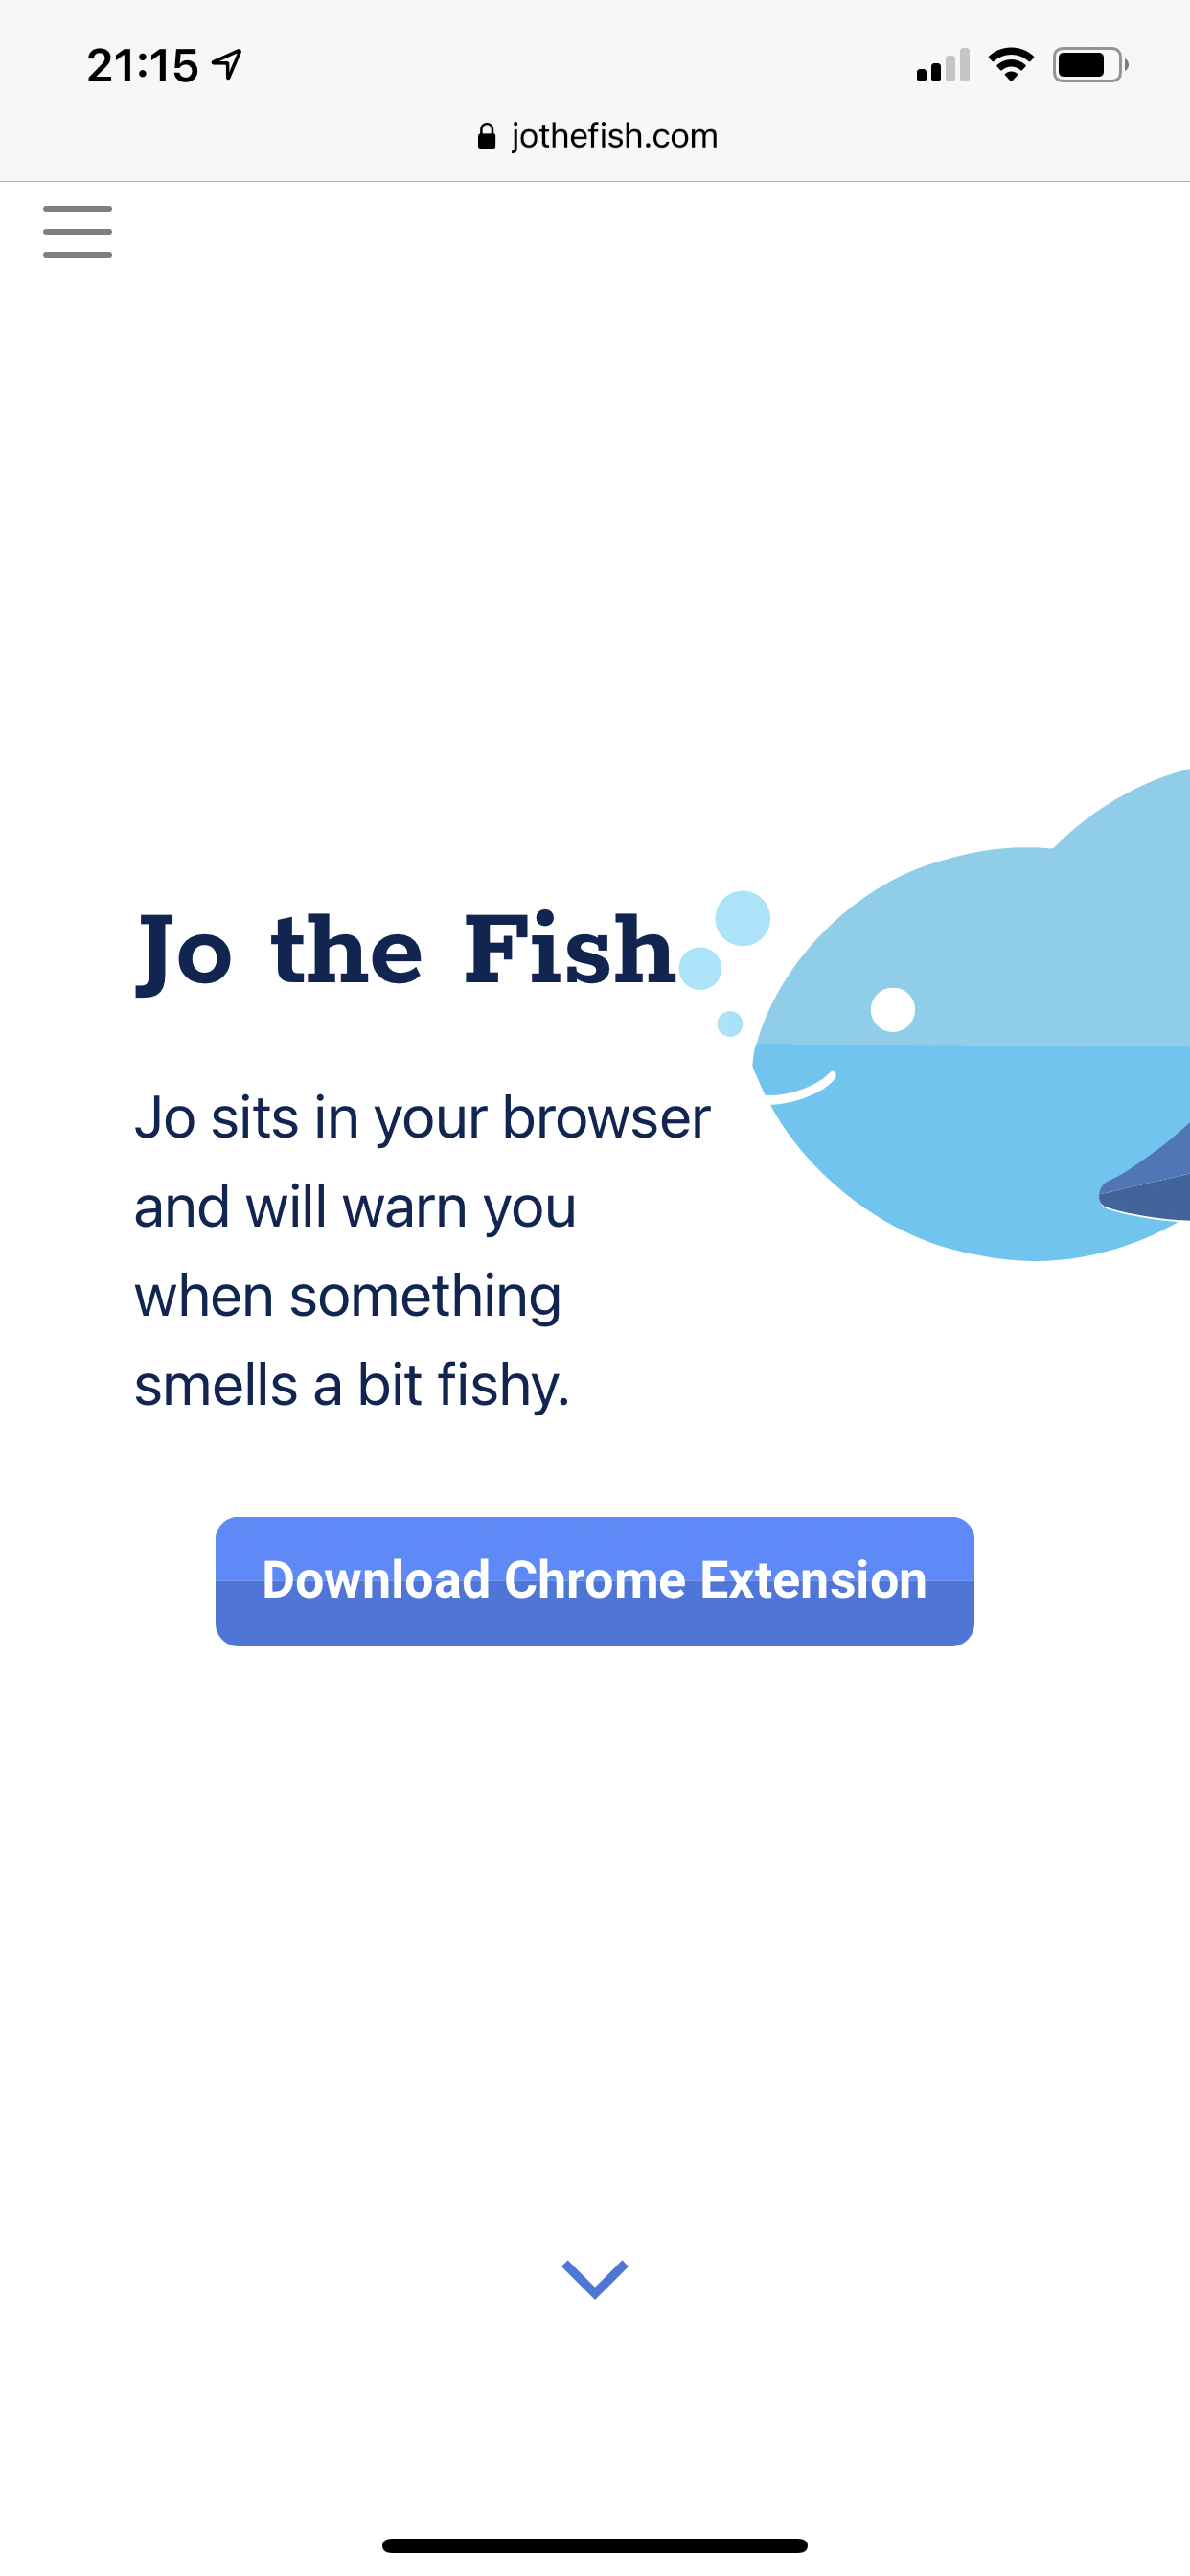 21:15
jothefish.com
Jo the Fish
Jo sits in your browser
and will warn you
when something
smells a bit fishy.
Download Chrome Extension